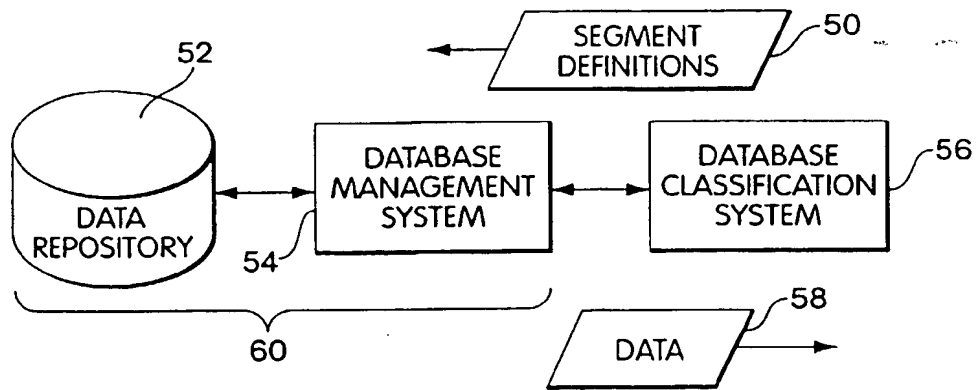 SEGMENT
DEFINITIONS
50
52
DATA
REPOSITORY
DATABASE
MANAGEMENT
SYSTEM
54
DATABASE
CLASSIFICATION
SYSTEM
56
60
DATA
58